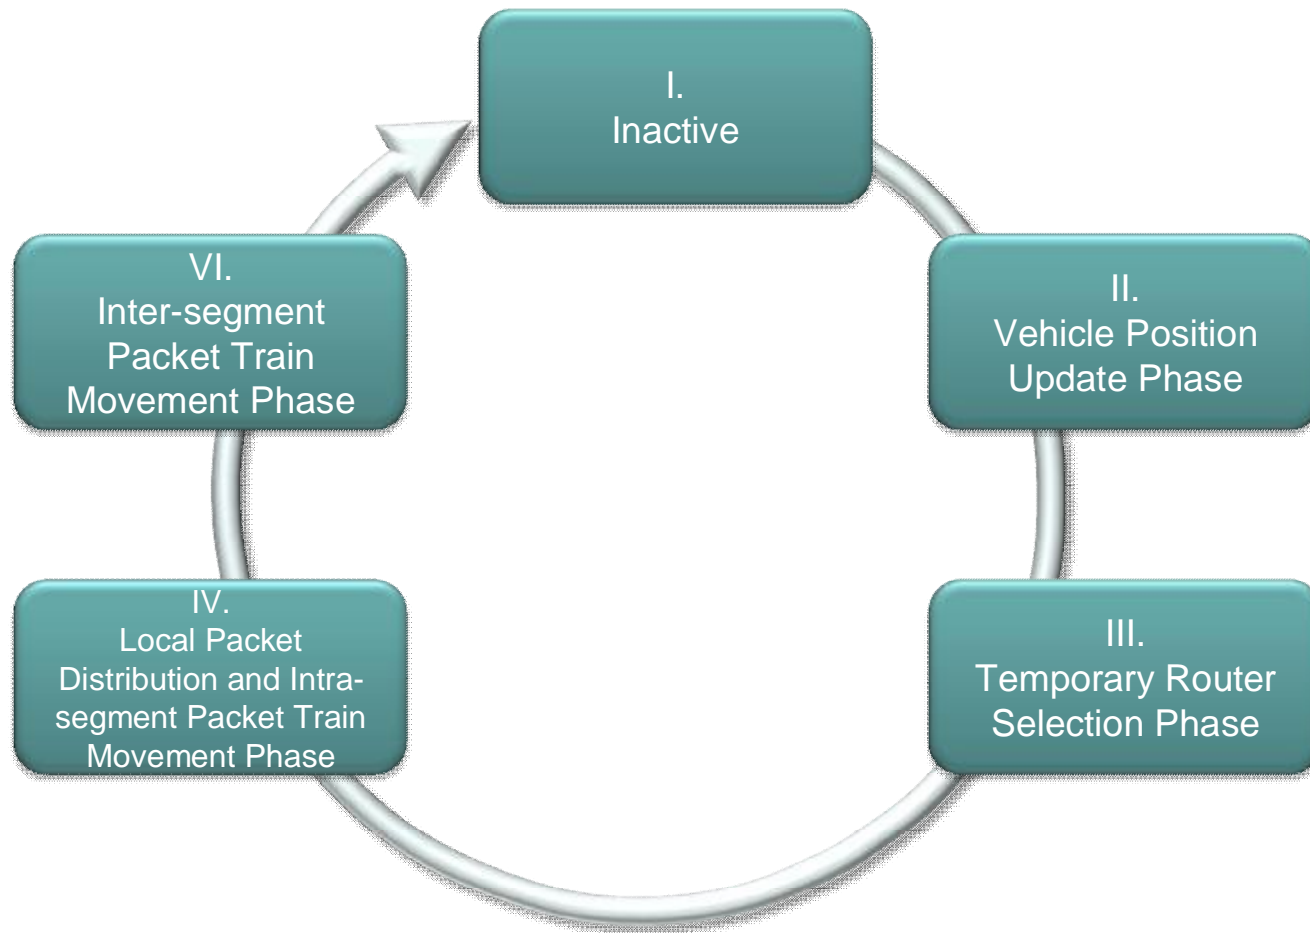 I.
Inactive
II.
Vehicle Position
Update Phase
III.
Temporary Router
Selection Phase
IV.
Local Packet
Distribution and Intra-
segment Packet Train
Movement Phase
VI.
Inter-segment
Packet Train
Movement Phase